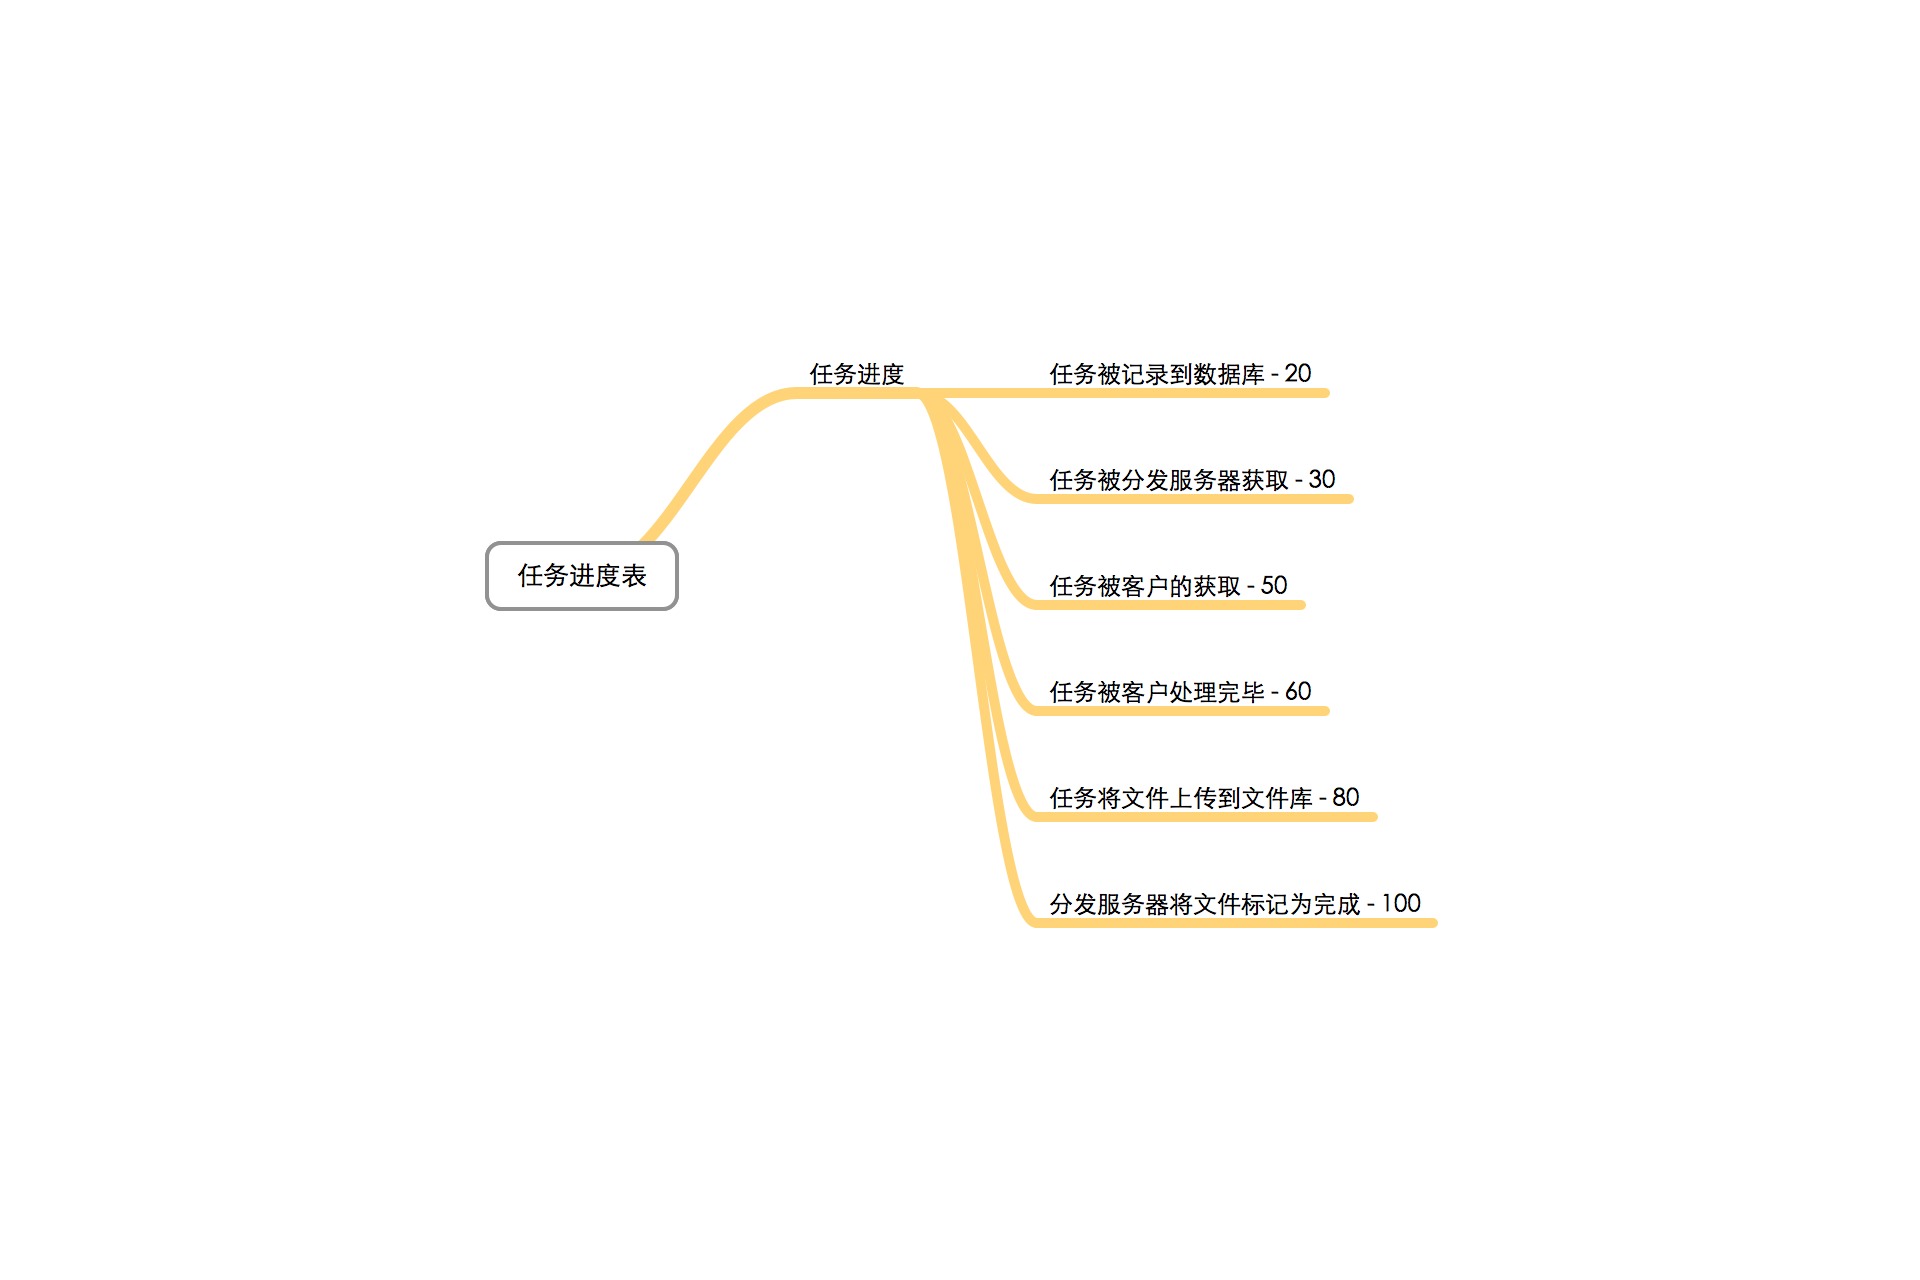 任务进度表
任务进度
任务被记录到数据库 - 20
任务被分发服务器获取 - 30
任务被客户的获取 - 50
任务被客户处理完毕 - 60
任务将文件上传到文件库 - 80
分发服务器将文件标记为完成 - 100